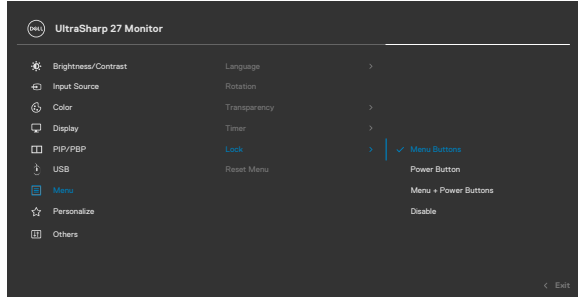 DELL UltraSharp 27 Monitor
Brightness/Contrast
Input Source
Color
Display
PIP/PBP
USB
Menu
Personalize
Others
Language >
Rotation
Transparency >
Timer >
Lock >
Reset Menu
✓ Menu Buttons
Power Button
Menu + Power Buttons
Disable
< Exit